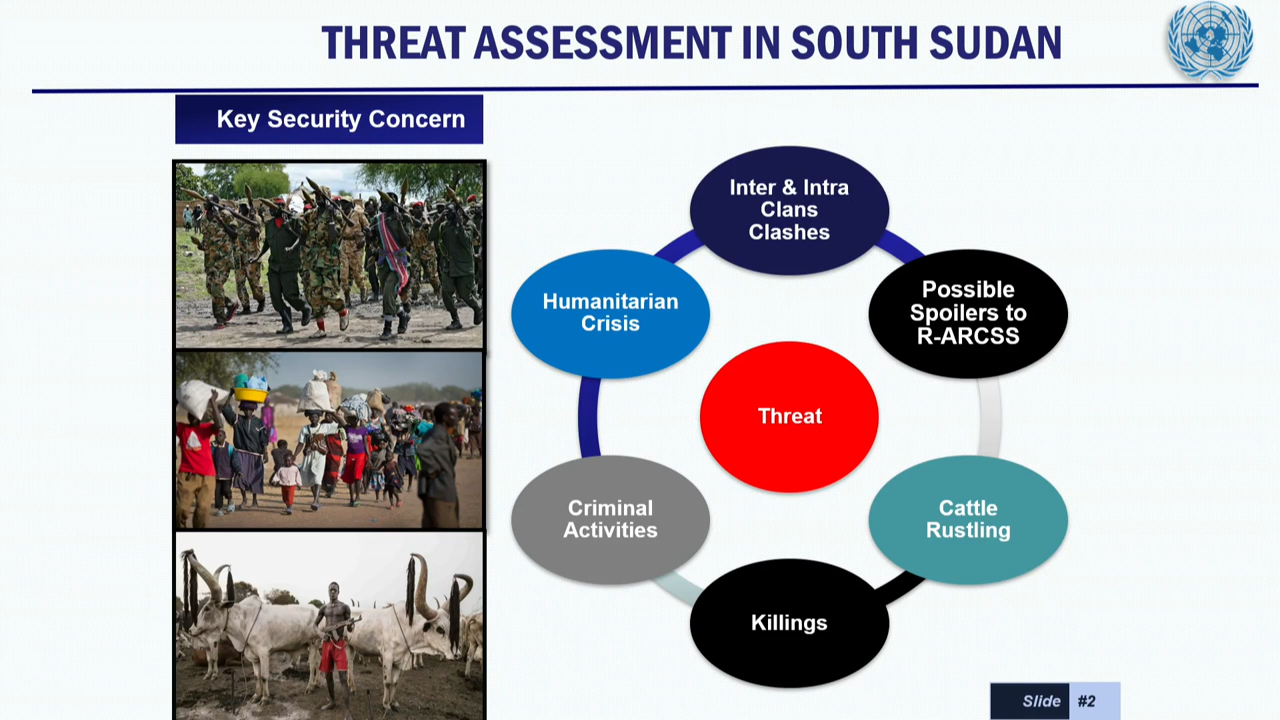 THREAT ASSESSMENT IN SOUTH SUDAN
Key Security Concern
Inter & Intra
Clans
Clashes
Possible
Spoilers to
R-ARCSS
Cattle
Rustling
Killings
Criminal
Activities
Humanitarian
Crisis
Threat
Slide #2